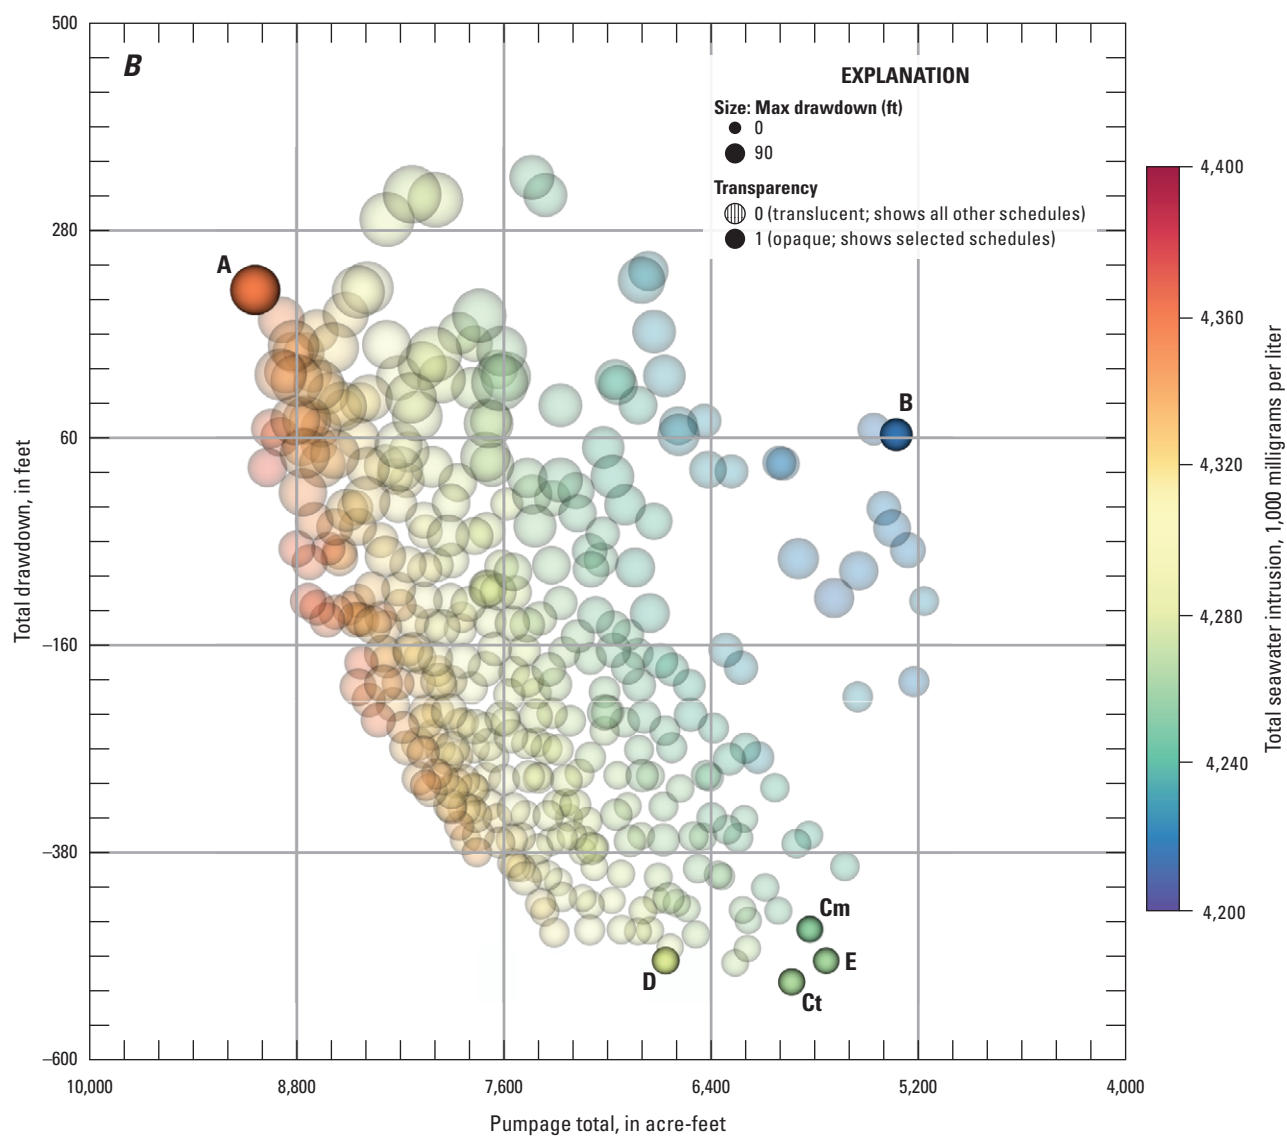 B
EXPLANATION
Size: Max drawdown (ft)
0
90
Transparency
0 (translucent; shows all other schedules)
1 (opaque; shows selected schedules)
500
280
60
−160
−380
−600
Total drawdown, in feet
A
B
Cm
E
D
Ct
10,000
8,800
7,600
6,400
5,200
4,000
Pumpage total, in acre-feet
4,400
4,360
4,320
4,280
4,240
4,200
Total seawater intrusion, 1,000 milligrams per liter